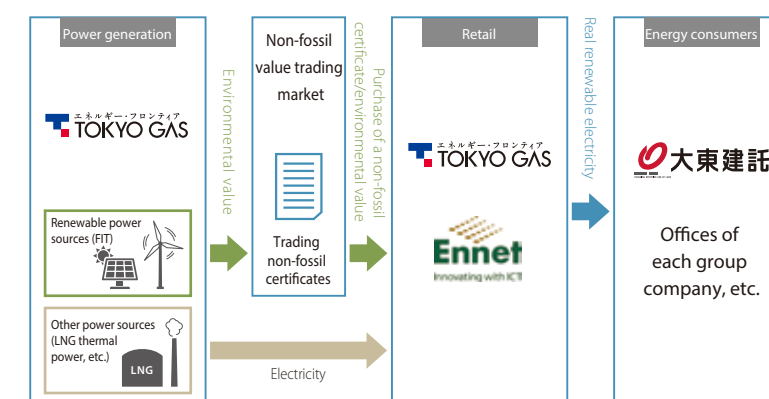 Power generation
エネルギー・フロンティア
TOKYO GAS
Renewable power
sources (FIT)
Other power sources
(LNG thermal
power, etc.)
LNG
Environmental value
Non-fossil
value trading
market
Trading
non-fossil
certificates
Purchase of a non-fossil
certificate/environmental value
Electricity
Retail
エネルギー・フロンティア
TOKYO GAS
Ennet
Innovating with ICT
Real renewable electricity
Energy consumers
大東建託
Offices of
each group
company, etc.